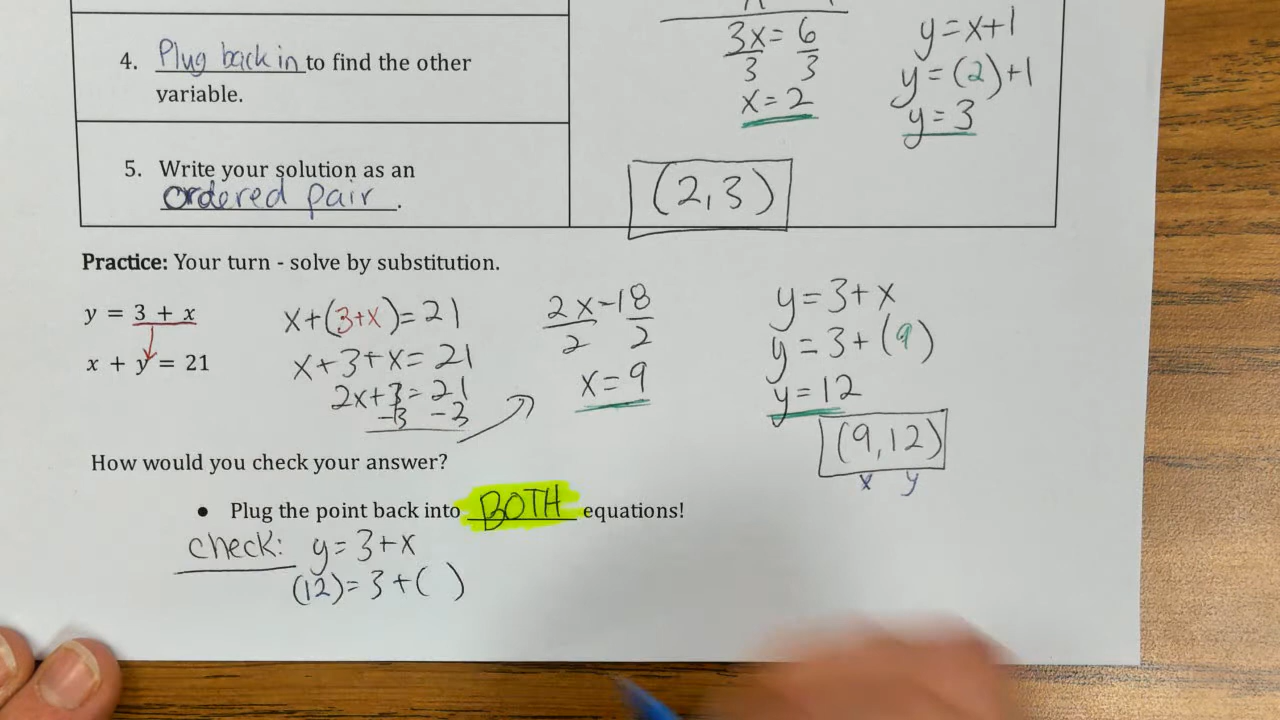 4. Plug back in to find the other
variable.
5. Write your solution as an
ordered pair.
3x = 6
3 3
x = 2
y = x+1
y = (2)+1
y = 3
(2,3)
Practice: Your turn - solve by substitution.
y = 3 + x
x + y = 21
x+(3+x)=21
x+3+x=21
2x+3=21
-3 -3
2x-18
2 2
x=9
y=3+x
y=3+(9)
y=12
(9,12)
x y
How would you check your answer?
• Plug the point back into BOTH equations!
check: y=3+x
(12)=3+( )